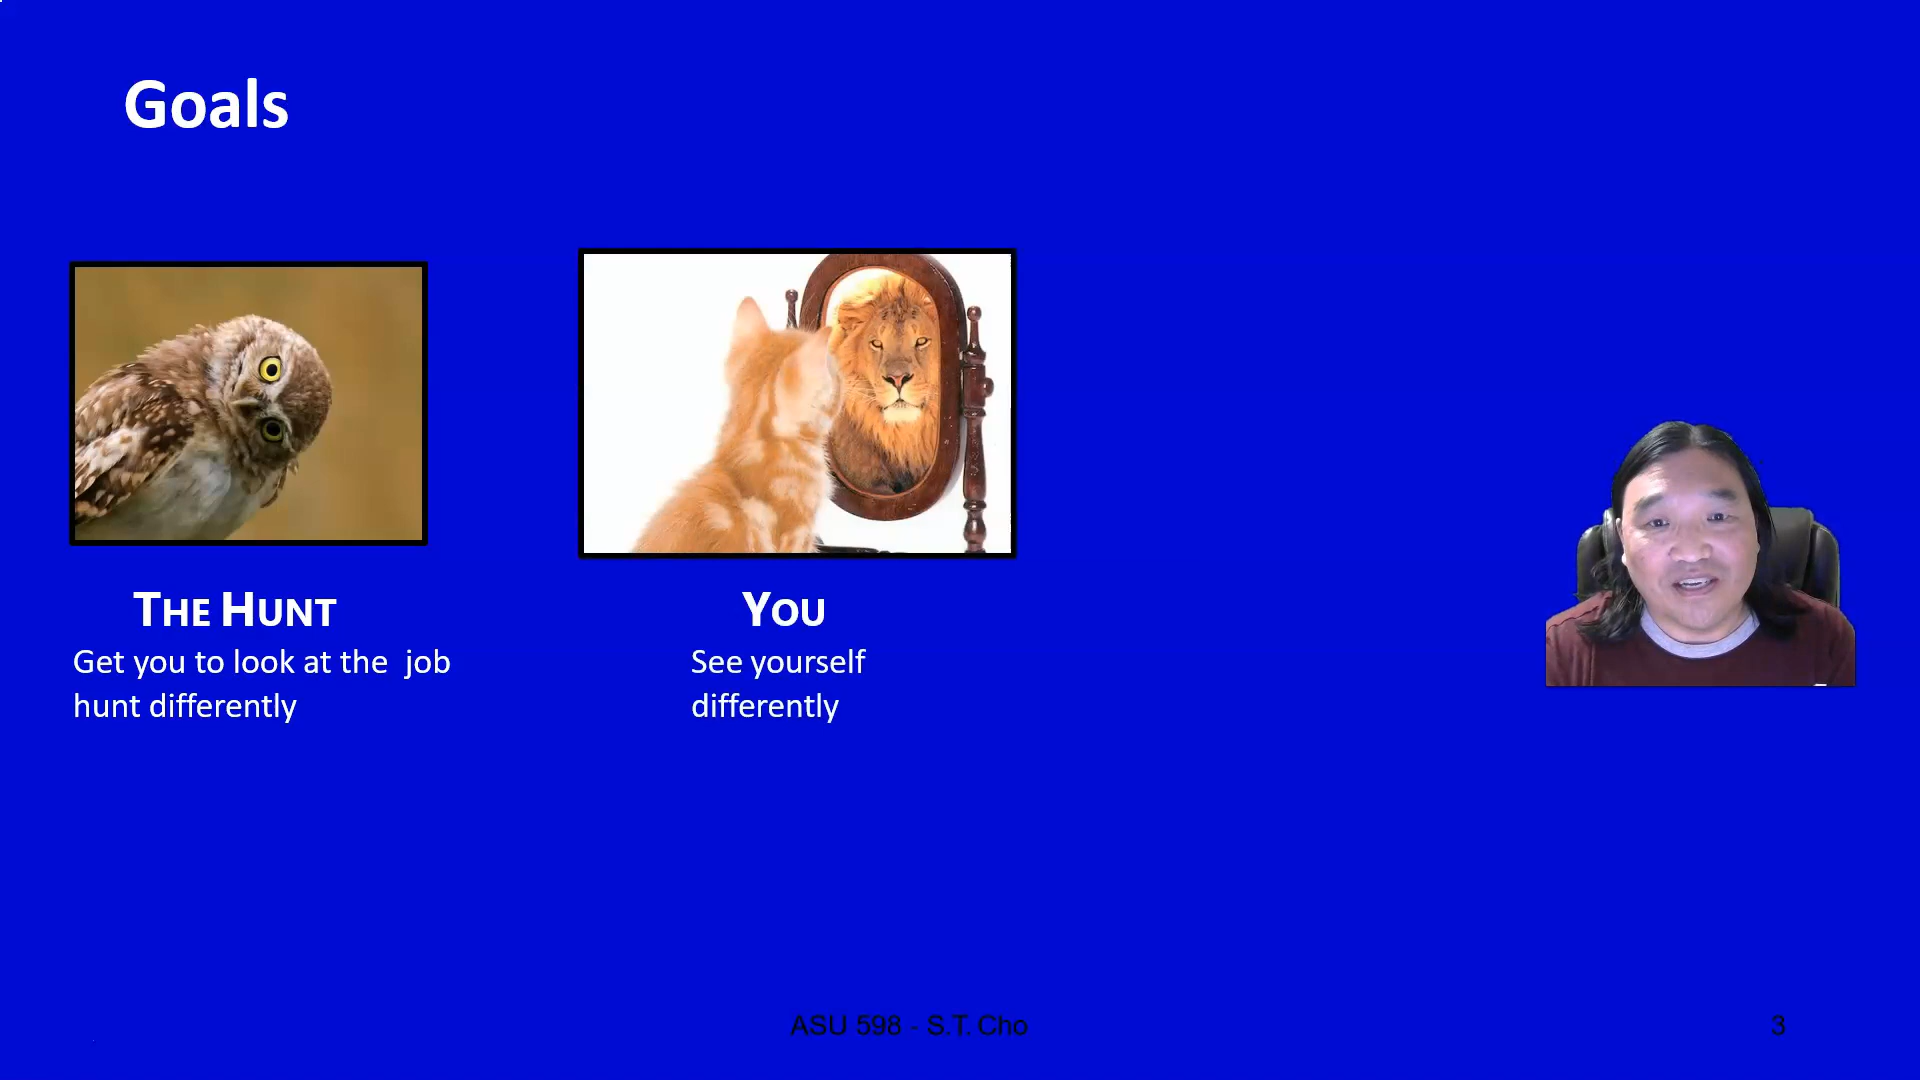 Goals
THE HUNT
Get you to look at the  job
hunt differently
YOU
See yourself
differently
ASU 598 - S.T. Cho
3